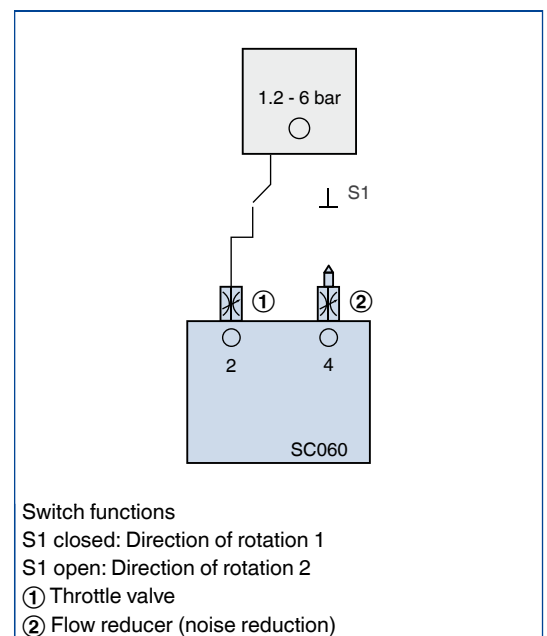 1.2 - 6 bar
S1
① ②
2 4
SC060
Switch functions
S1 closed: Direction of rotation 1
S1 open: Direction of rotation 2
① Throttle valve
② Flow reducer (noise reduction)